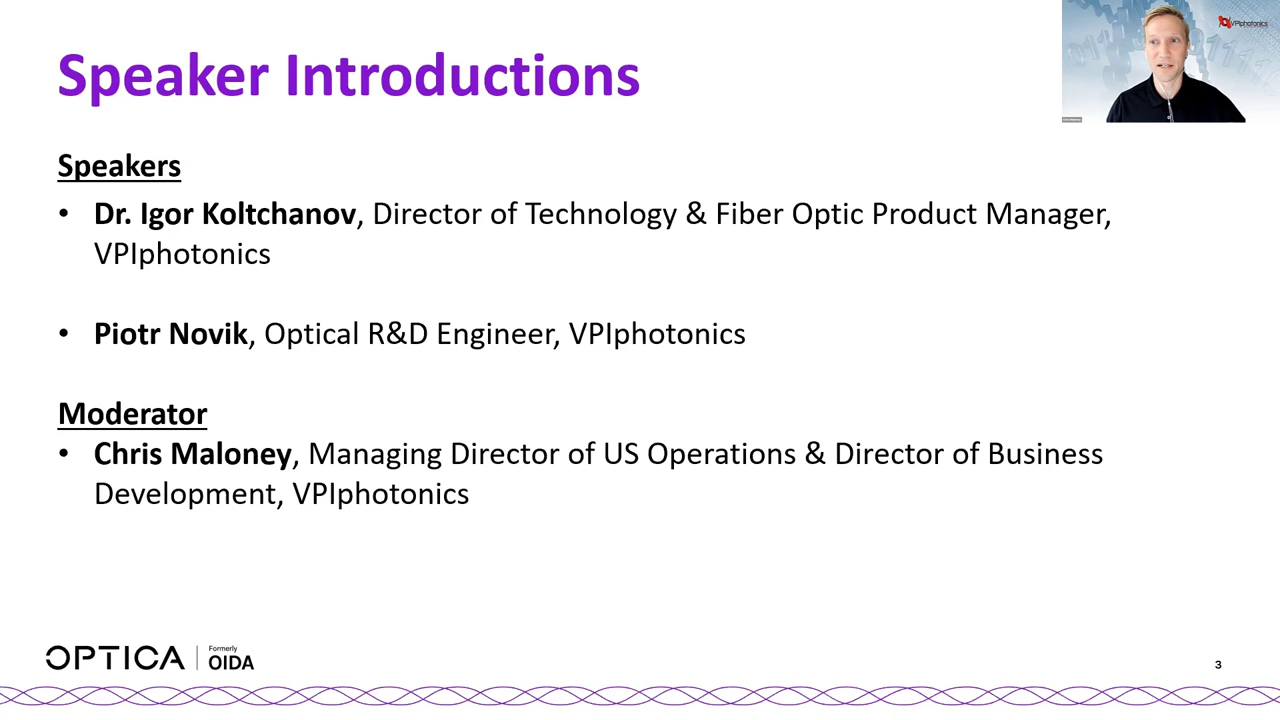 Speaker Introductions
VPIphotonics
Speakers
• Dr. Igor Koltchanov, Director of Technology & Fiber Optic Product Manager,
VPIphotonics
• Piotr Novik, Optical R&D Engineer, VPIphotonics
Moderator
• Chris Maloney, Managing Director of US Operations & Director of Business
Development, VPIphotonics
OPTICA | Formerly
OIDA
3